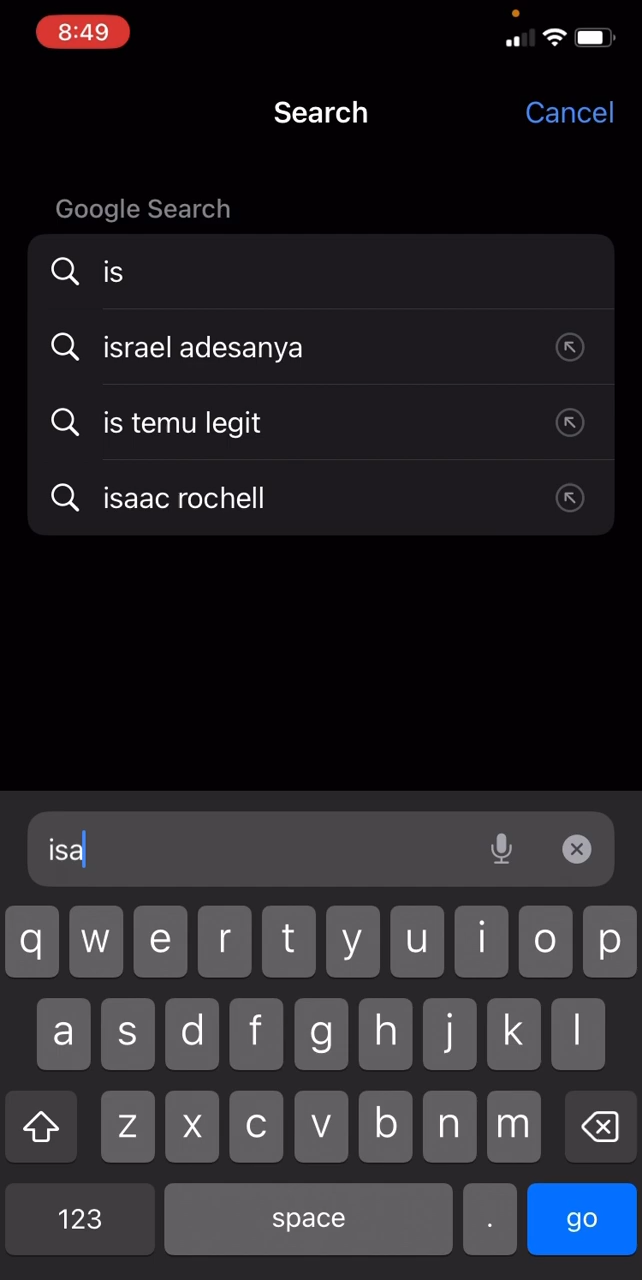 8:49
Search
Cancel
Google Search
is
israel adesanya
is temu legit
isaac rochell
isa
q w e r t y u i o p
a s d f g h j k l
z x c v b n m
123 space . go